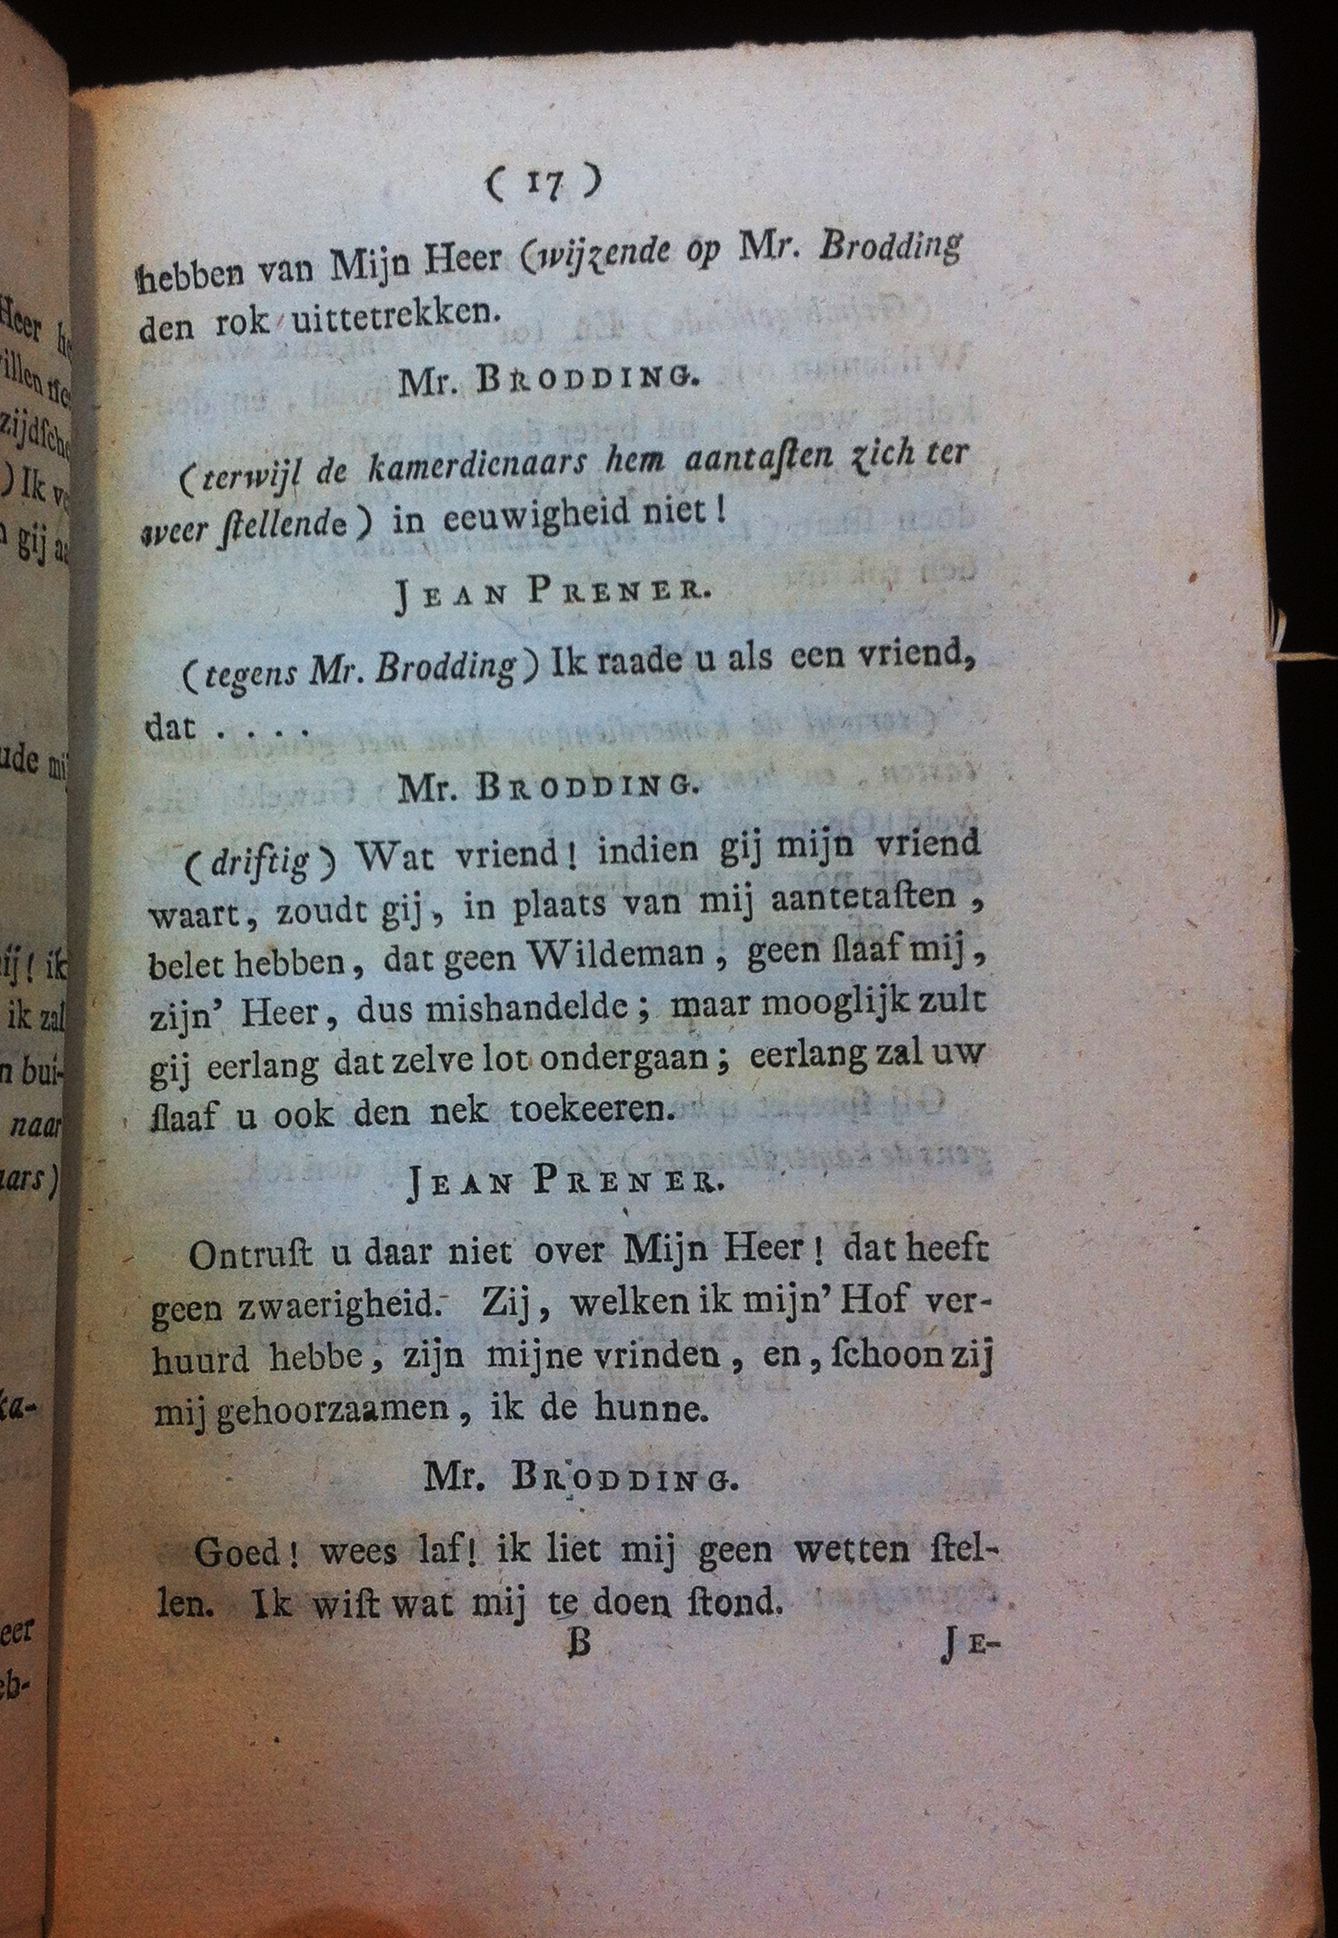 ( 17 )
hebben van Mijn Heer (wijzende op Mr. Brodding
den rok uittetrekken.
Mr. BRODDING.
(terwijl de kamerdienaars hem aantaſten zich ter
weer ſtellende) in eeuwigheid niet!
JEAN PRENER.
(tegens Mr. Brodding) Ik raade u als een vriend,
dat . . . .
Mr. BRODDING.
(driftig) Wat vriend! indien gij mijn vriend
waart, zoudt gij, in plaats van mij aantetaſten,
belet hebben, dat geen Wildeman, geen ſlaaf mij,
zijn' Heer, dus mishandelde; maar mooglijk zult
gij eerlang dat zelve lot ondergaan; eerlang zal uw
ſlaaf u ook den nek toekeeren.
JEAN PRENER.
Ontruſt u daar niet over Mijn Heer! dat heeft
geen zwaerigheid. Zij, welken ik mijn' Hof ver-
huurd hebbe, zijn mijne vrinden, en, ſchoon zij
mij gehoorzaamen, ik de hunne.
Mr. BRODDING.
Goed! wees laf! ik liet mij geen wetten ſtel-
len. Ik wiſt wat mij te doen ſtond.
B JE-